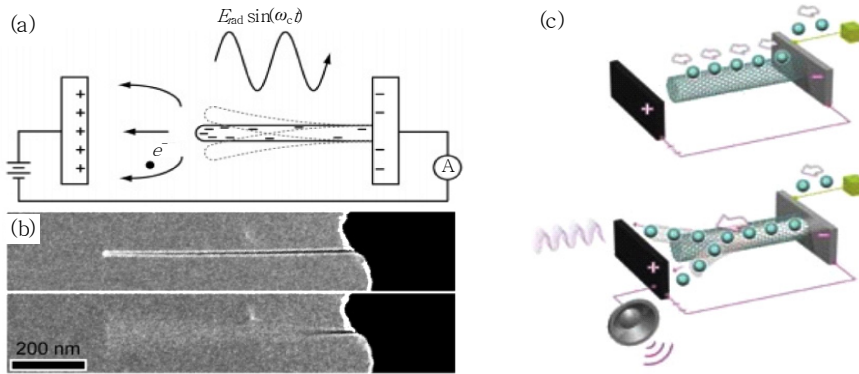 (a)
E_rad sin(ω_c t)
+ −
+ −
+
+
+ −
+ −
e⁻
A
(b)
200 nm
(c)
+
−
+
−